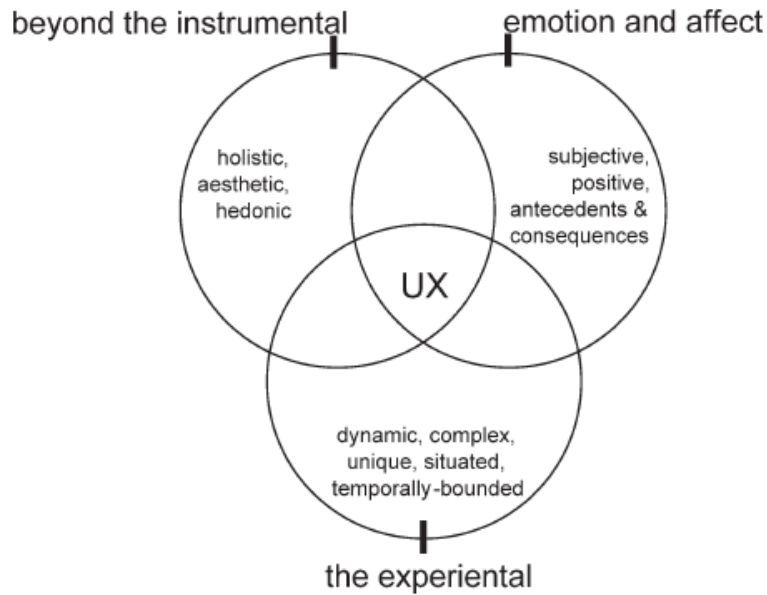 beyond the instrumental
emotion and affect
holistic,
aesthetic,
hedonic
subjective,
positive,
antecedents &
consequences
UX
dynamic, complex,
unique, situated,
temporally-bounded
the experiental